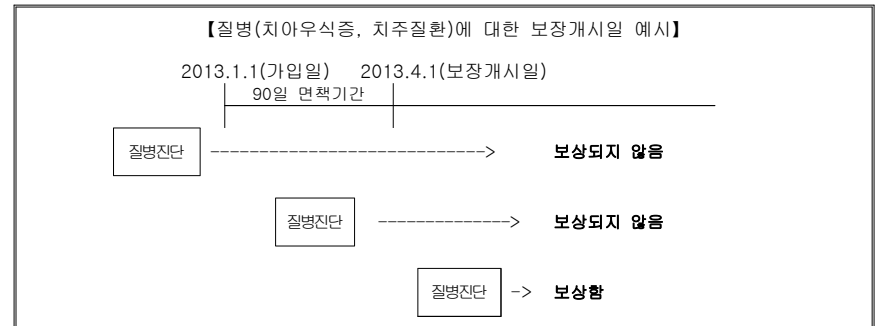 【질병(치아우식증, 치주질환)에 대한 보장개시일 예시】
2013.1.1(가입일) 2013.4.1(보장개시일)
90일 면책기간
질병진단 ----------------------------> 보상되지 않음
질병진단 --------------> 보상되지 않음
질병진단 -> 보상함